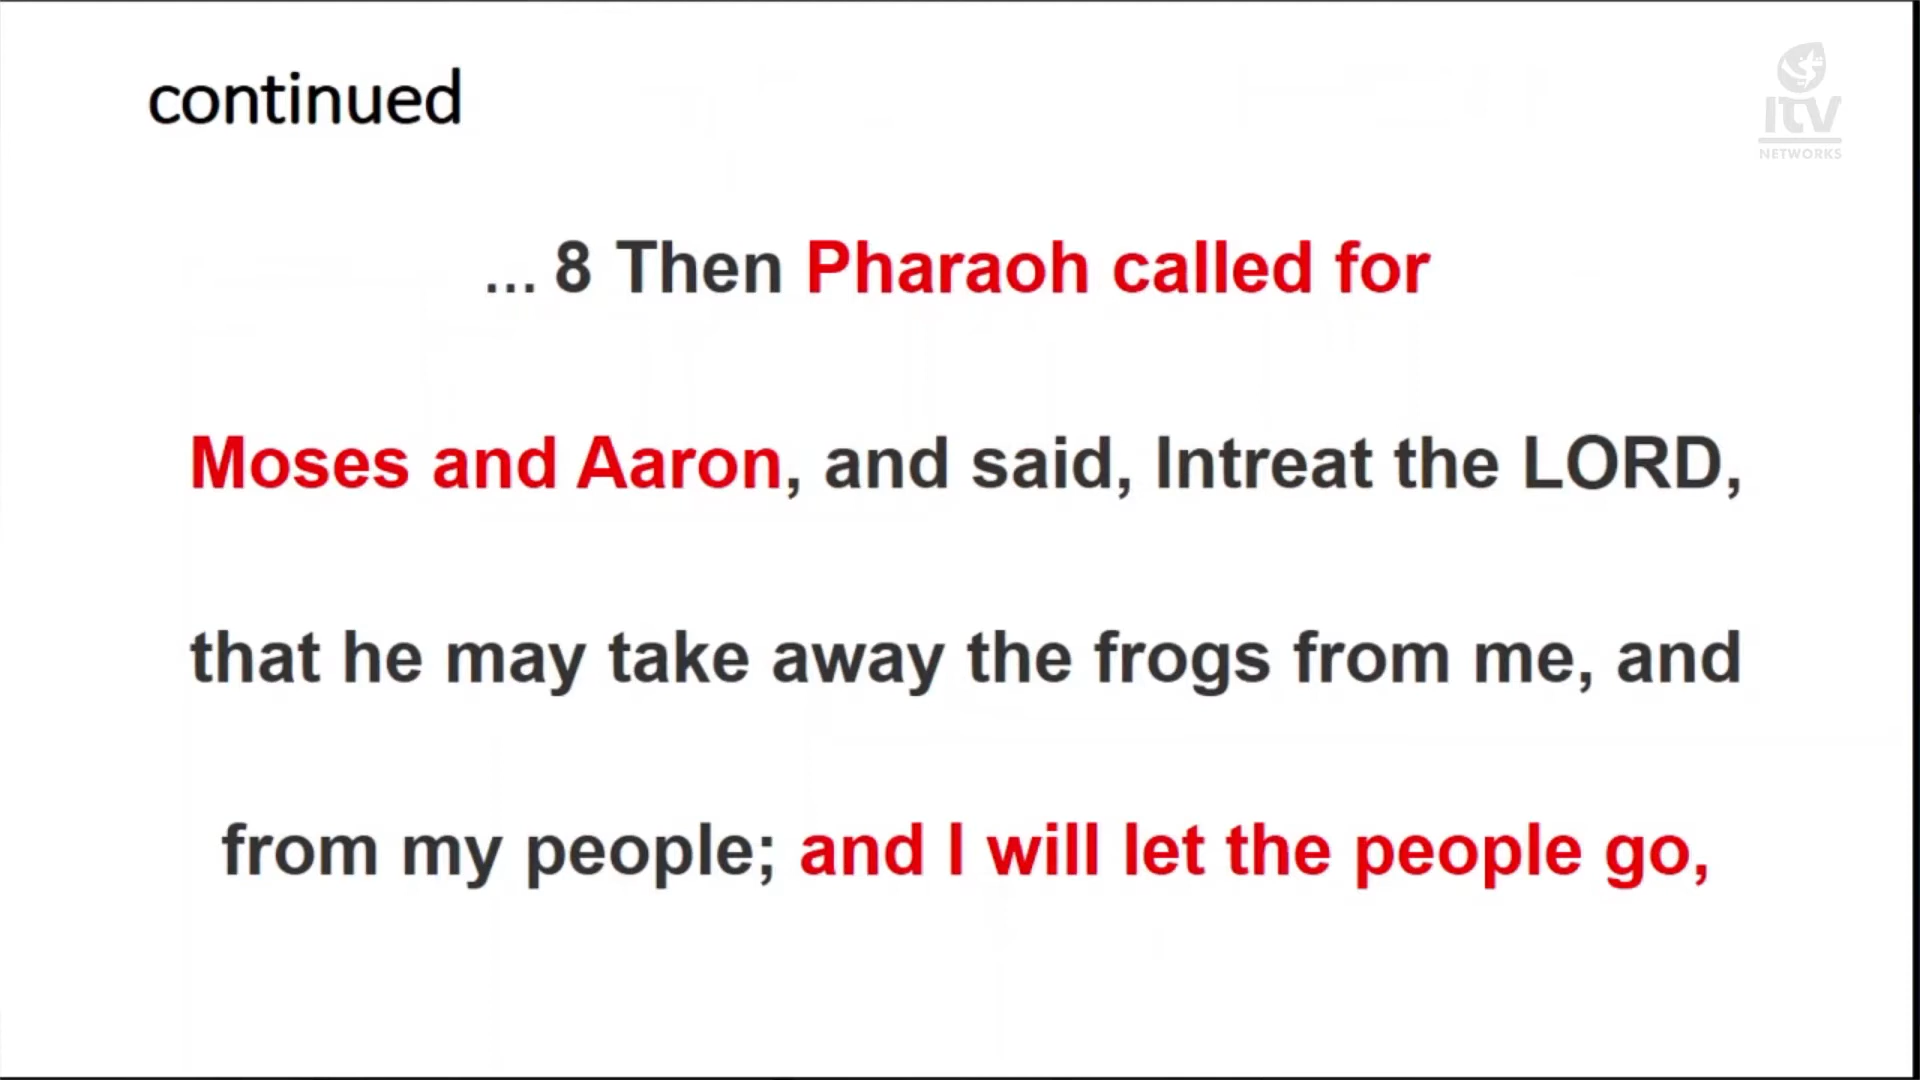 continued
ITV
NETWORKS
... 8 Then Pharaoh called for
Moses and Aaron, and said, Intreat the LORD,
that he may take away the frogs from me, and
from my people; and I will let the people go,